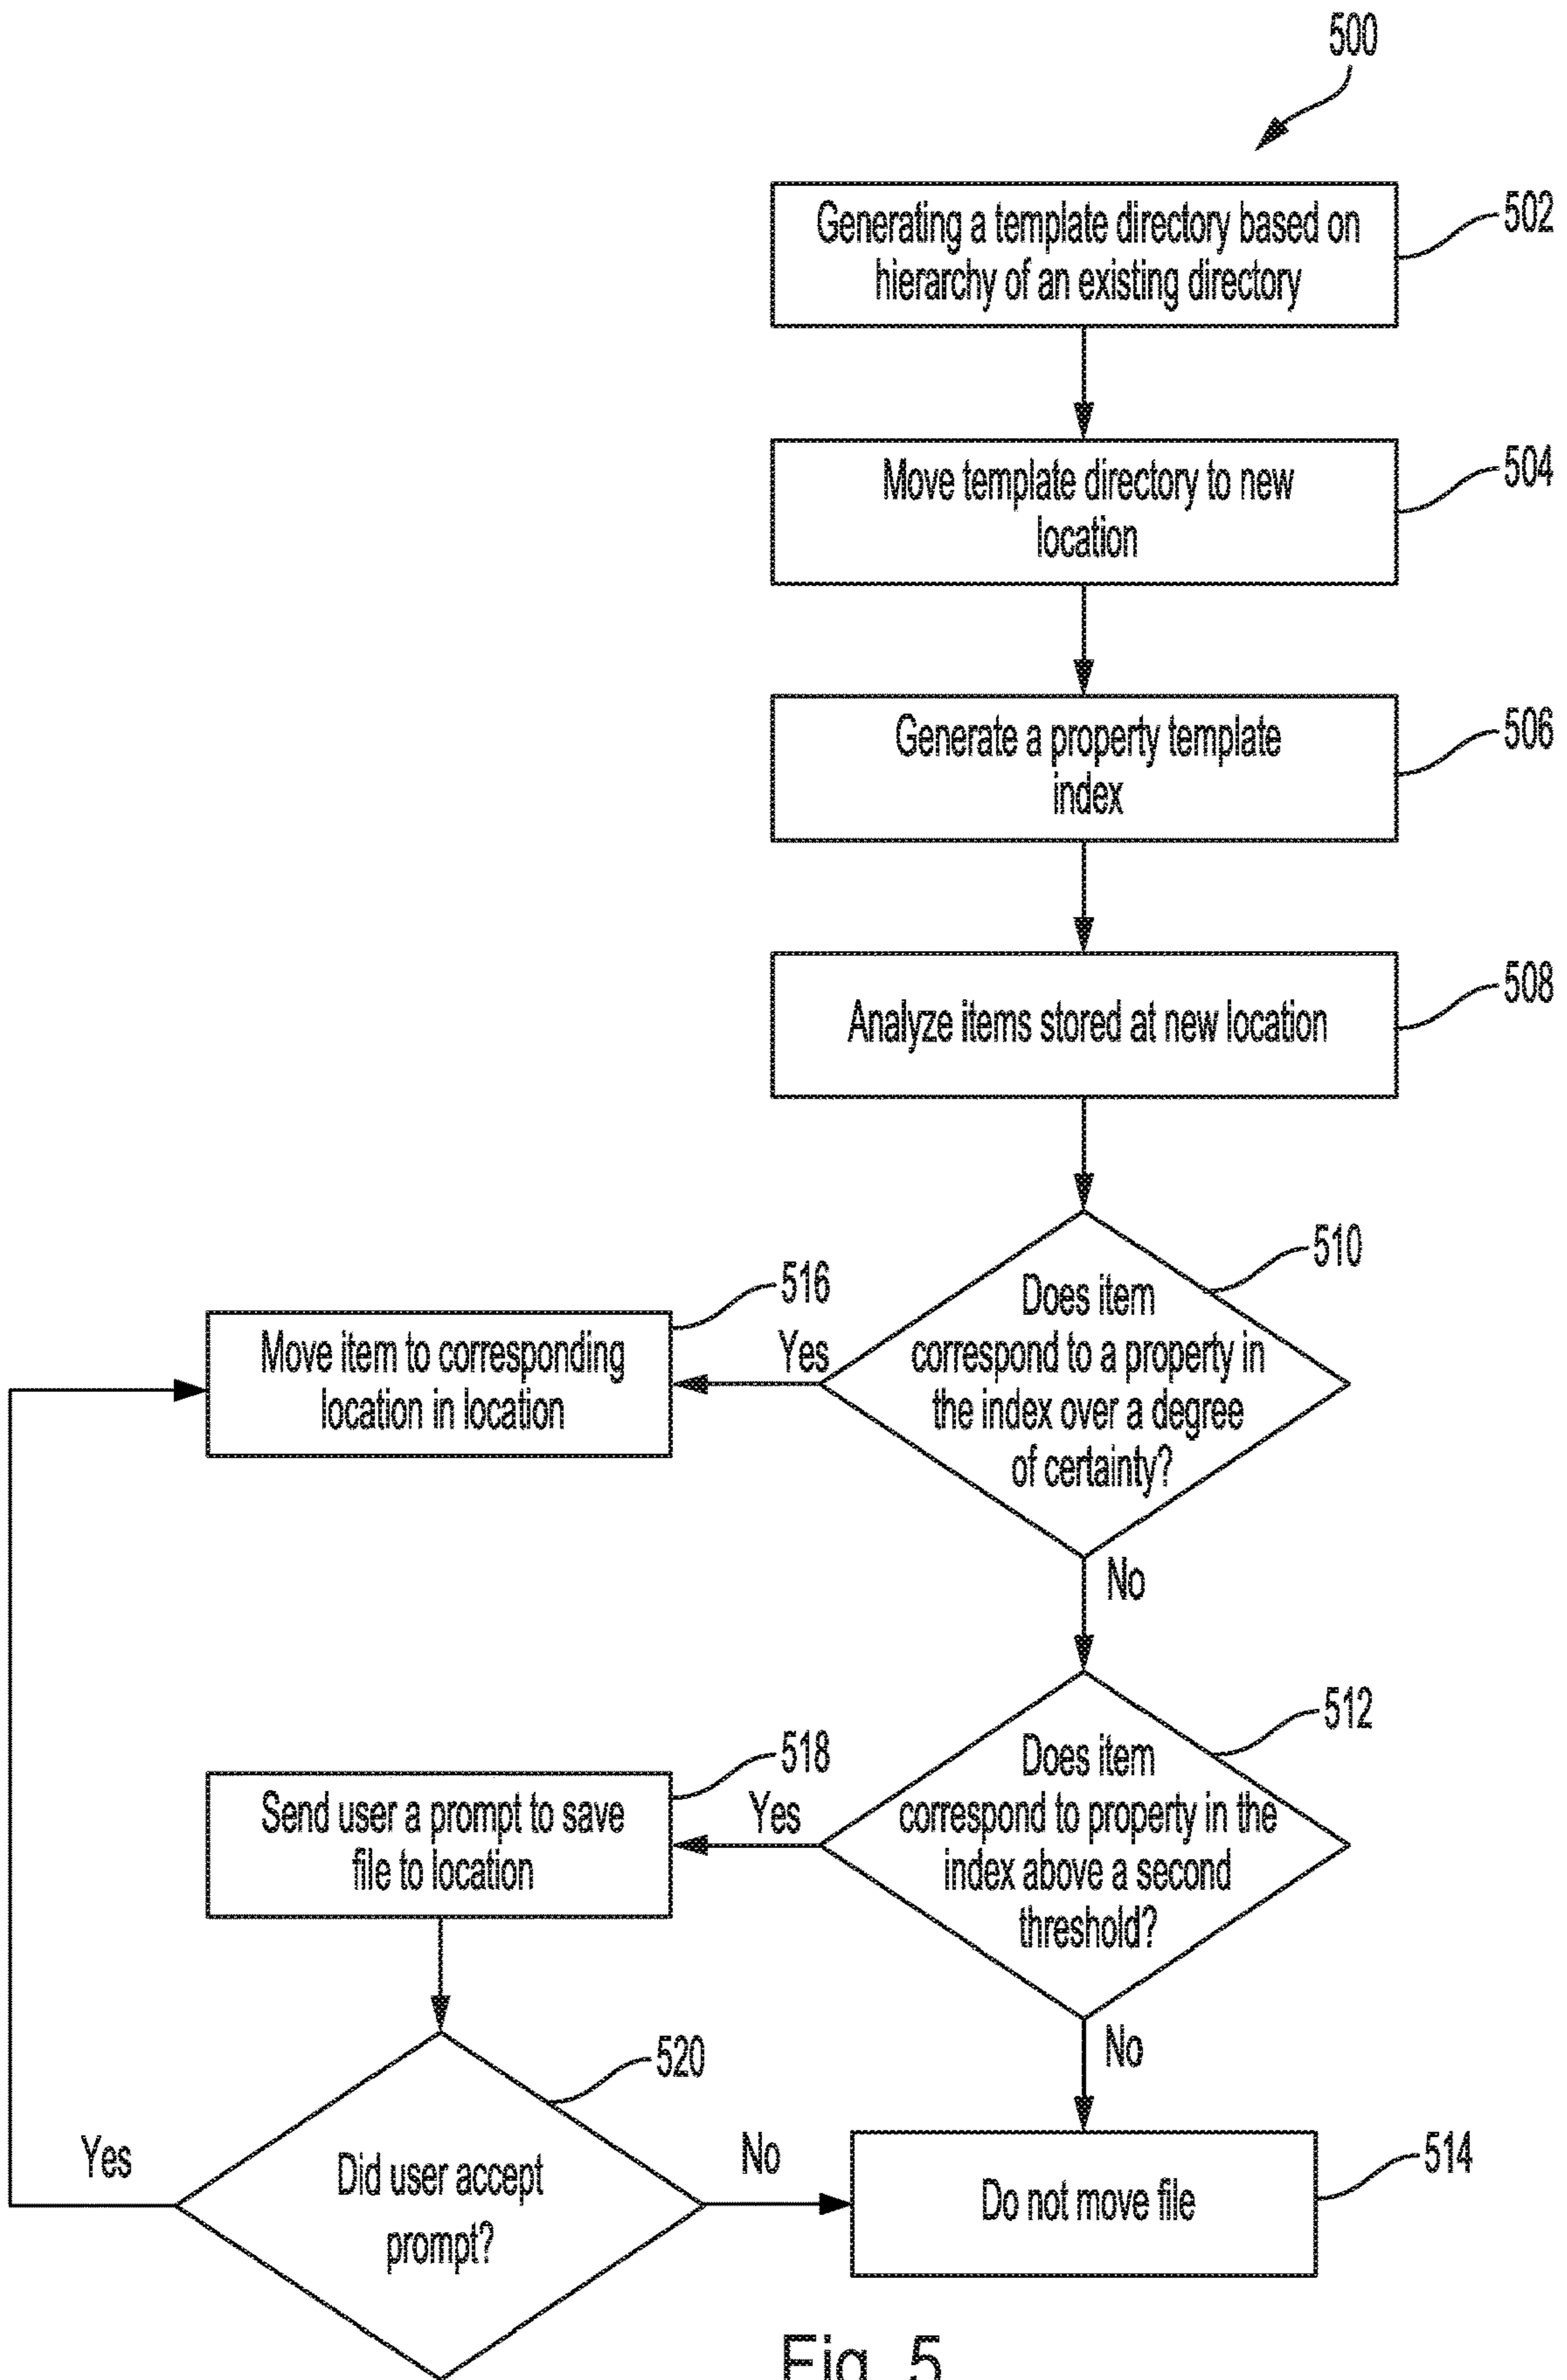 500
Generating a template directory based on
hierarchy of an existing directory
502
Move template directory to new
location
504
Generate a property template
index
506
Analyze items stored at new location
508
Does item
correspond to a property in
the index over a degree
of certainty?
510
Yes
Move item to corresponding
location in location
516
No
Does item
correspond to property in the
index above a second
threshold?
512
Yes
Send user a prompt to save
file to location
518
No
Did user accept
prompt?
520
Yes
No
Do not move file
514
Fig. 5